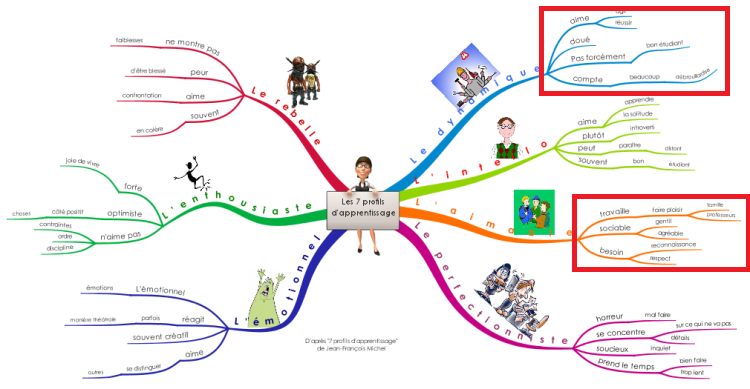 Les 7 profils
d'apprentissage
Le dynamique
aime
agir
réussir
doué
Pas forcément
bon étudiant
compte
beaucoup
débrouillardise
L'intello
aime
apprendre
la solitude
plutôt
introverti
peut
paraître
distant
souvent
bon
étudiant
L'aimable
travaille
faire plaisir
famille
professeurs
sociable
gentil
agréable
besoin
reconnaissance
respect
Le perfectionniste
horreur
mal faire
se concentre
sur ce qui ne va pas
détails
soucieux
inquiet
prend le temps
bien faire
trop lent
Le rebelle
ne montre pas
faiblesses
peur
d'être blessé
aime
confrontation
souvent
en colère
L'enthousiaste
forte
joie de vivre
optimiste
côté positif
choses
n'aime pas
contraintes
ordre
discipline
L'émotionnel
L'émotionnel
émotions
réagit
parfois
manière théâtrale
souvent créatif
aime
se distinguer
autres
D'après "7 profils d'apprentissage"
de Jean-François Michel